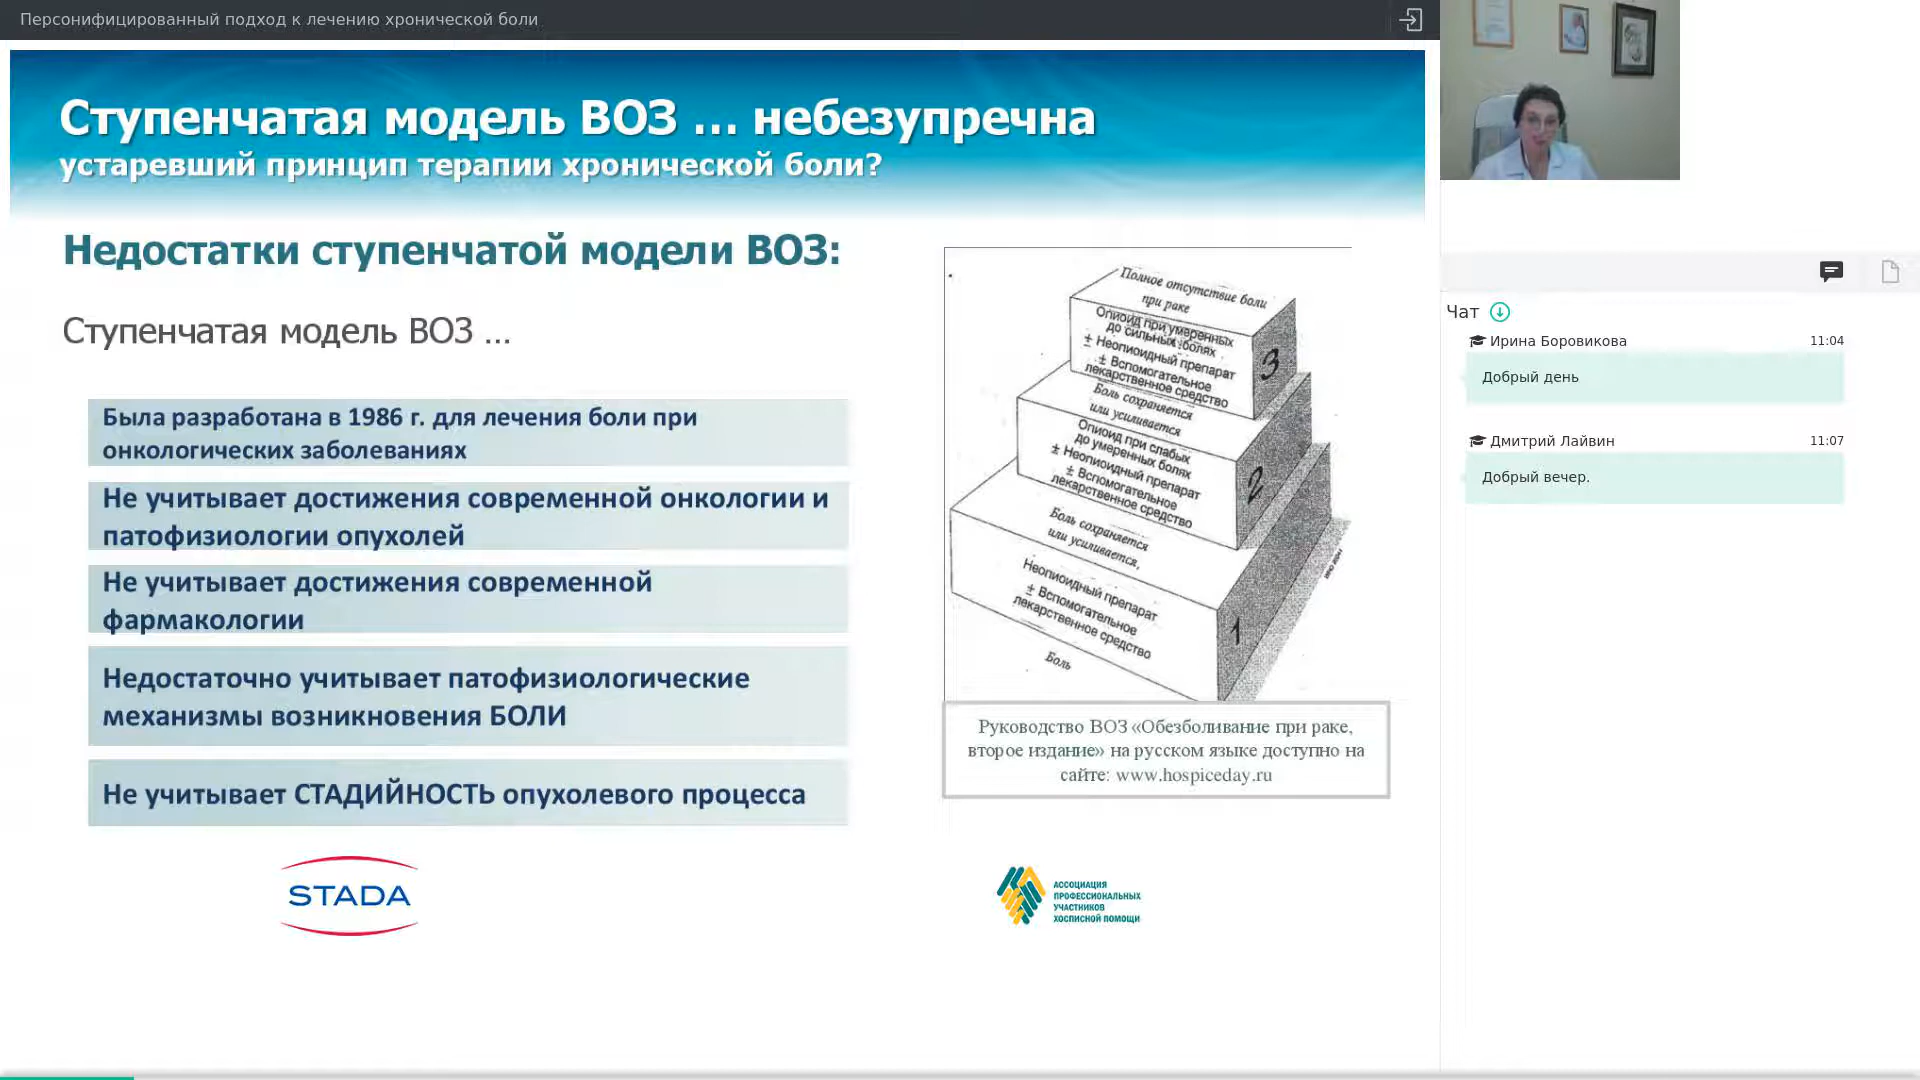 Персонифицированный подход к лечению хронической боли
Ступенчатая модель ВОЗ ... небезупречна
устаревший принцип терапии хронической боли?
Недостатки ступенчатой модели ВОЗ:
Ступенчатая модель ВОЗ ...
Была разработана в 1986 г. для лечения боли при
онкологических заболеваниях
Не учитывает достижения современной онкологии и
патофизиологии опухолей
Не учитывает достижения современной
фармакологии
Недостаточно учитывает патофизиологические
механизмы возникновения БОЛИ
Не учитывает СТАДИЙНОСТЬ опухолевого процесса
Полное отсутствие боли
при раке
Опиоид при умеренных
до сильных болях
± Неопиоидный препарат
± Вспомогательное
лекарственное средство
3
Боль сохраняется
или усиливается
Опиоид при слабых
до умеренных болях
± Неопиоидный препарат
± Вспомогательное
лекарственное средство
2
Боль сохраняется
или усиливается,
Неопиоидный препарат
± Вспомогательное
лекарственное средство
1
Боль
Руководство ВОЗ «Обезболивание при раке,
второе издание» на русском языке доступно на
сайте: www.hospiceday.ru
STADA
АССОЦИАЦИЯ
ПРОФЕССИОНАЛЬНЫХ
УЧАСТНИКОВ
ХОСПИСНОЙ ПОМОЩИ
Чат
Ирина Боровикова 11:04
Добрый день
Дмитрий Лайвин 11:07
Добрый вечер.